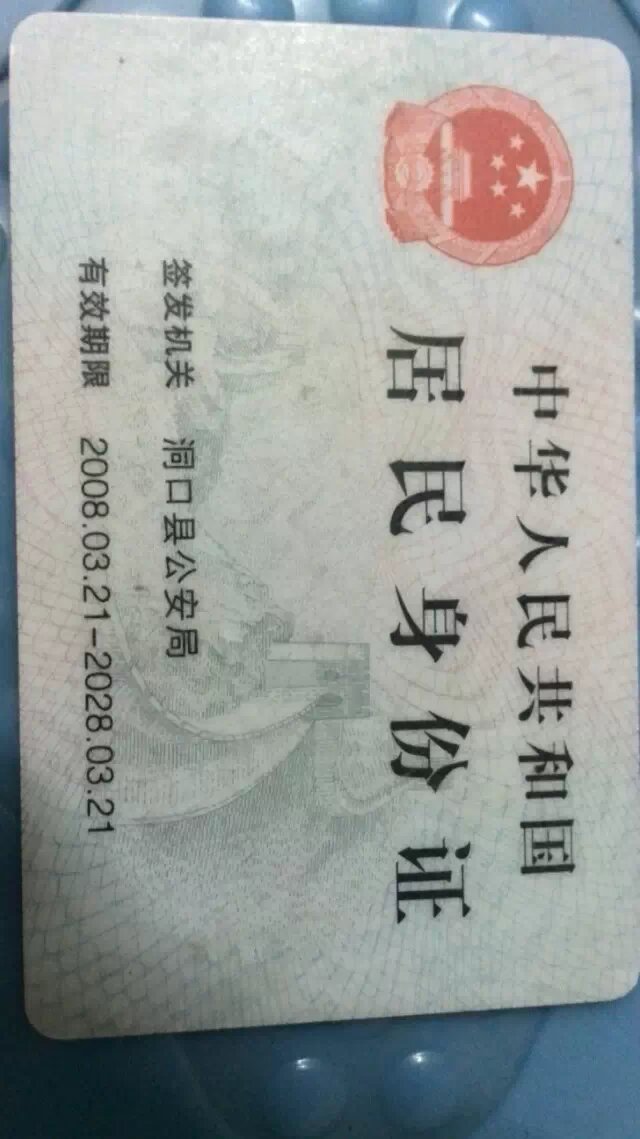 中华人民共和国
居民身份证
签发机关 洞口县公安局
有效期限 2008.03.21-2028.03.21